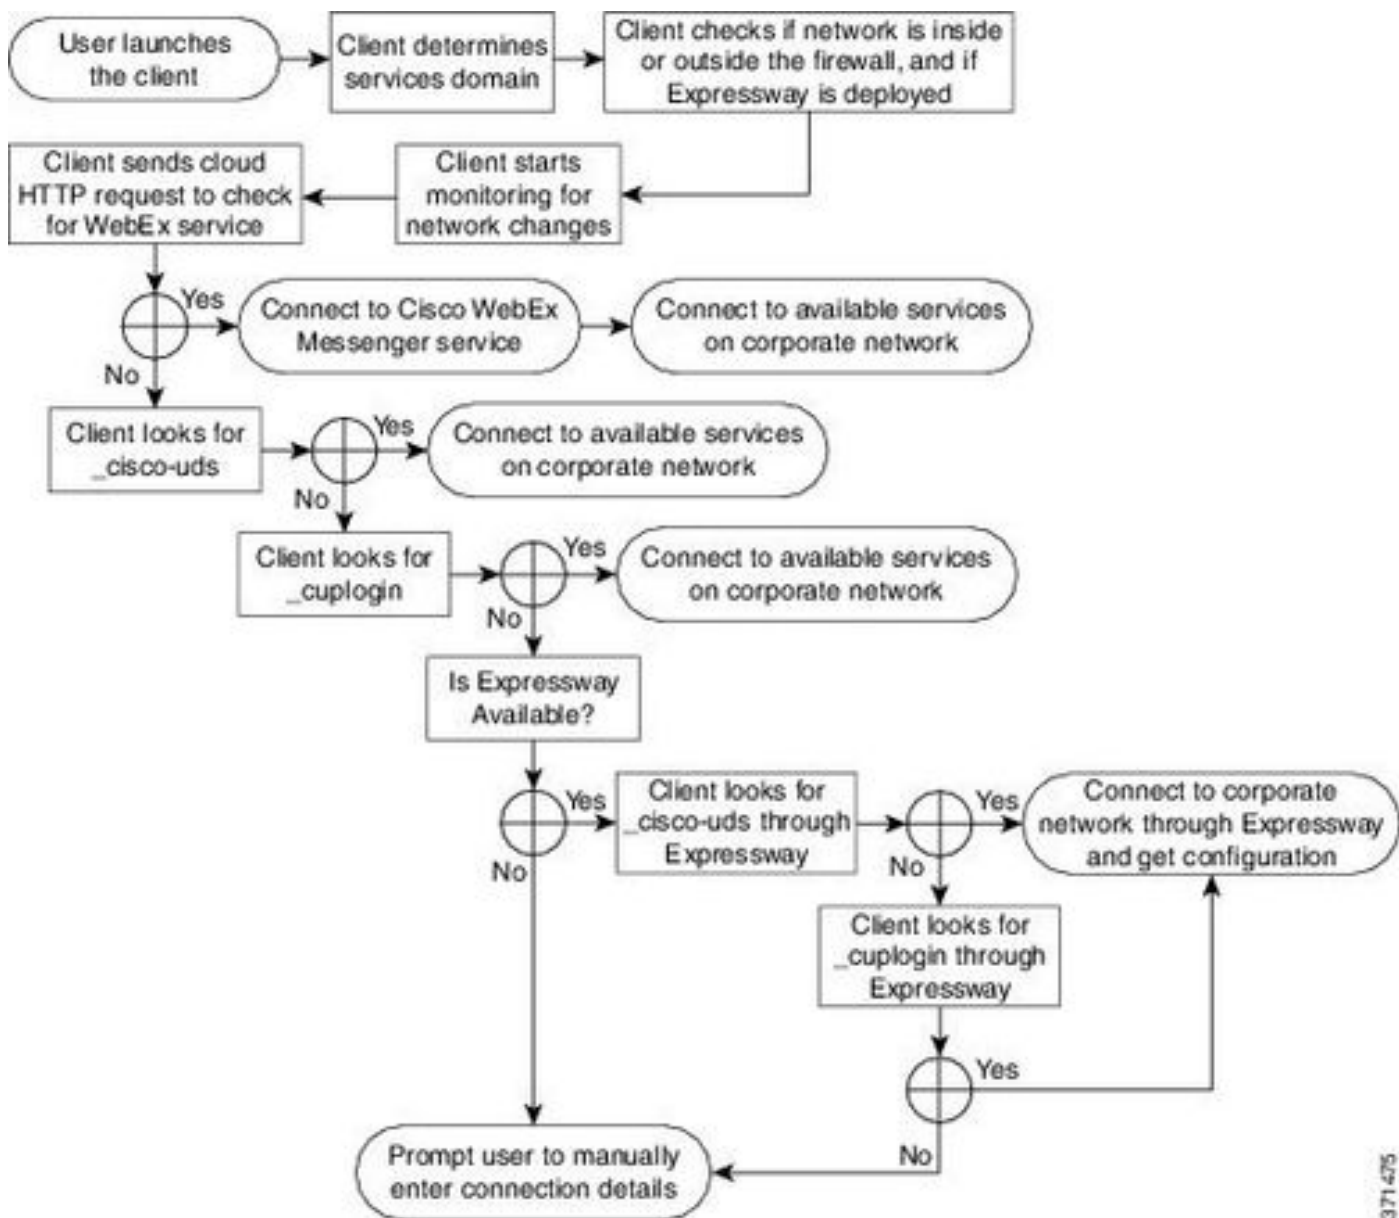 User launches
the client
Client determines
services domain
Client checks if network is inside
or outside the firewall, and if
Expressway is deployed
Client sends cloud
HTTP request to check
for WebEx service
Client starts
monitoring for
network changes
Yes
Connect to Cisco WebEx
Messenger service
Connect to available services
on corporate network
No
Client looks for
_cisco-uds
Yes
Connect to available services
on corporate network
No
Client looks for
_cuplogin
Yes
Connect to available services
on corporate network
No
Is Expressway
Available?
Yes
Client looks for
_cisco-uds through
Expressway
Yes
Connect to corporate
network through Expressway
and get configuration
No
No
Client looks for
_cuplogin through
Expressway
Yes
No
Prompt user to manually
enter connection details
371475